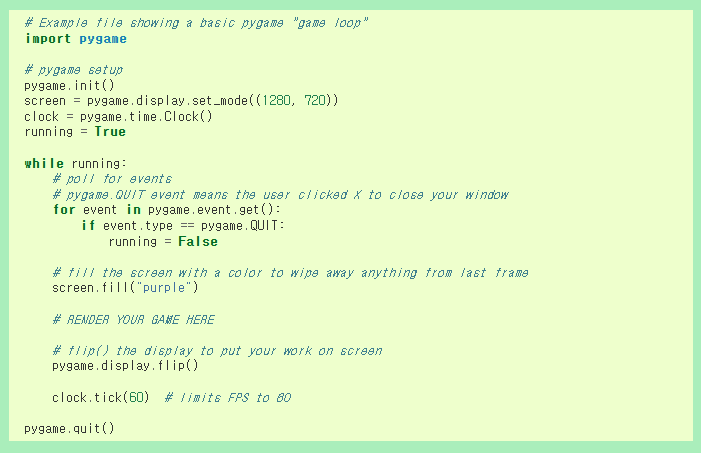 # Example file showing a basic pygame "game loop"
import pygame

# pygame setup
pygame.init()
screen = pygame.display.set_mode((1280, 720))
clock = pygame.time.Clock()
running = True

while running:
    # poll for events
    # pygame.QUIT event means the user clicked X to close your window
    for event in pygame.event.get():
        if event.type == pygame.QUIT:
            running = False

    # fill the screen with a color to wipe away anything from last frame
    screen.fill("purple")

    # RENDER YOUR GAME HERE

    # flip() the display to put your work on screen
    pygame.display.flip()

    clock.tick(60)  # limits FPS to 60

pygame.quit()